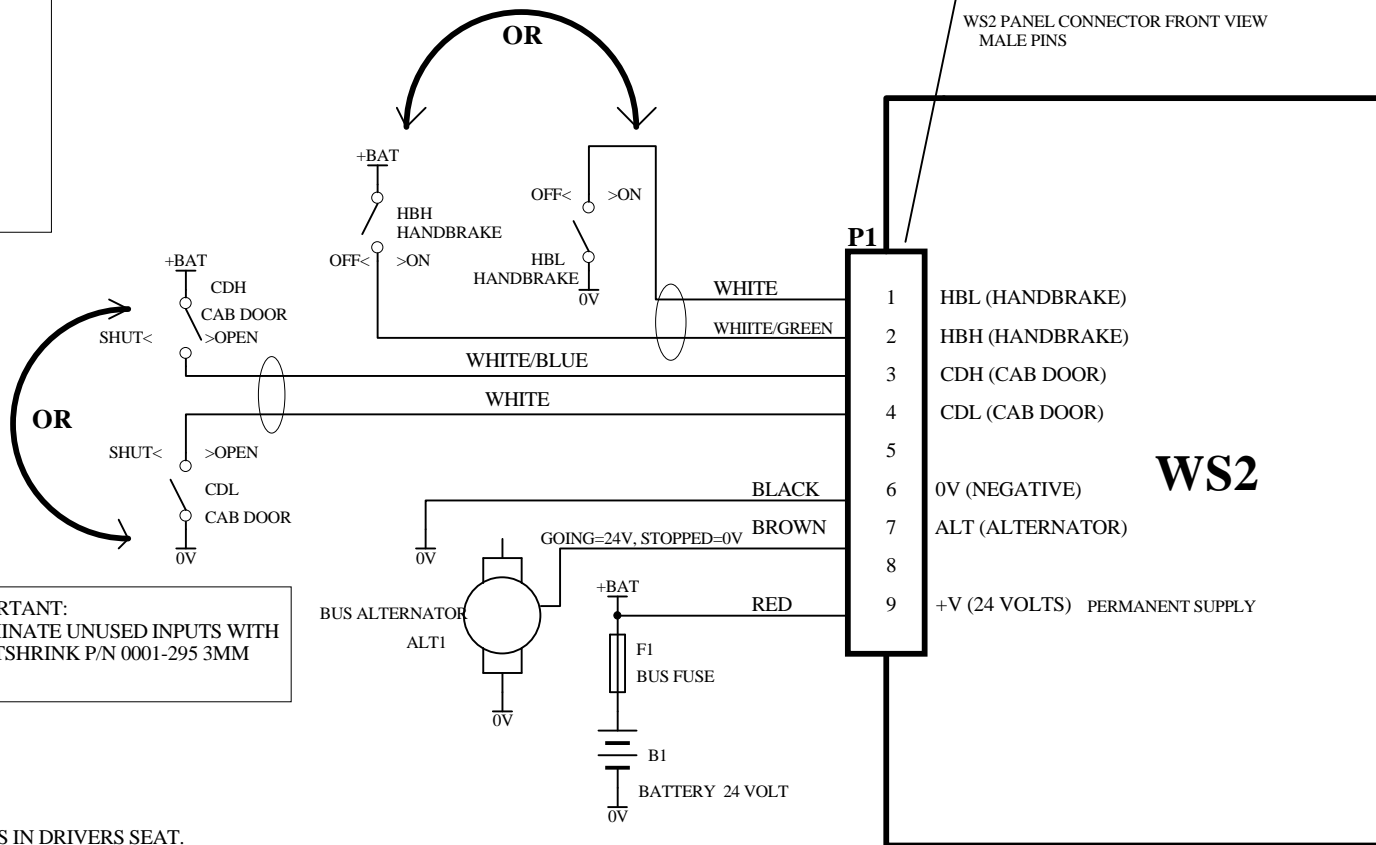 WS2 PANEL CONNECTOR FRONT VIEW
MALE PINS
OR
+BAT
HBH
HANDBRAKE
OFF< >ON
OFF< >ON
HBL
HANDBRAKE
0V
+BAT
CDH
CAB DOOR
SHUT< >OPEN
OR
SHUT< >OPEN
CDL
CAB DOOR
0V
WHITE
WHIITE/GREEN
WHITE/BLUE
WHITE
BLACK
0V
BROWN
GOING=24V, STOPPED=0V
RED
P1
1 HBL (HANDBRAKE)
2 HBH (HANDBRAKE)
3 CDH (CAB DOOR)
4 CDL (CAB DOOR)
5
6 0V (NEGATIVE)
7 ALT (ALTERNATOR)
8
9 +V (24 VOLTS) PERMANENT SUPPLY
WS2
BUS ALTERNATOR
ALT1
0V
+BAT
F1
BUS FUSE
B1
BATTERY 24 VOLT
0V
RTANT:
INATE UNUSED INPUTS WITH
TSHRINK P/N 0001-295 3MM
S IN DRIVERS SEAT.